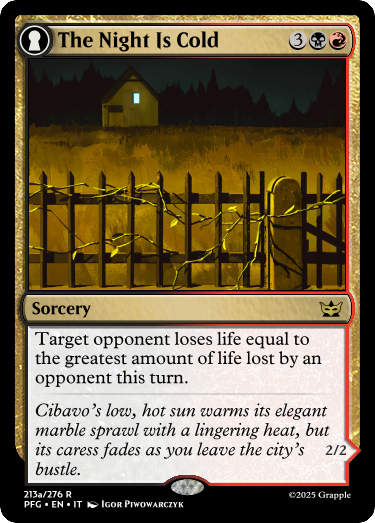 The Night Is Cold 3
Sorcery
Target opponent loses life equal to
the greatest amount of life lost by an
opponent this turn.
Cibavo's low, hot sun warms its elegant
marble sprawl with a lingering heat, but
its caress fades as you leave the city's
bustle.
2/2
213a/276 R
PFG • EN • IT Igor Piwowarczyk
©2025 Grapple